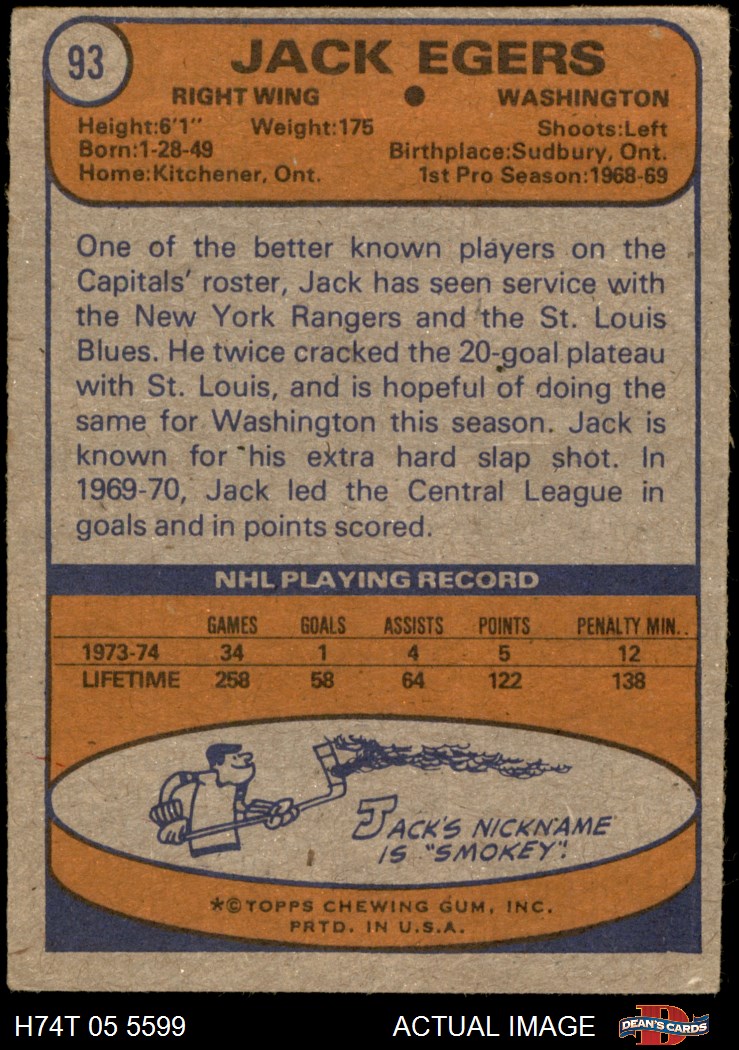 93
JACK EGERS
RIGHT WING ● WASHINGTON
Height:6'1" Weight:175 Shoots:Left
Born:1-28-49 Birthplace:Sudbury, Ont.
Home:Kitchener, Ont. 1st Pro Season:1968-69
One of the better known players on the
Capitals' roster, Jack has seen service with
the New York Rangers and the St. Louis
Blues. He twice cracked the 20-goal plateau
with St. Louis, and is hopeful of doing the
same for Washington this season. Jack is
known for his extra hard slap shot. In
1969-70, Jack led the Central League in
goals and in points scored.
NHL PLAYING RECORD
GAMES GOALS ASSISTS POINTS PENALTY MIN.
1973-74 34 1 4 5 12
LIFETIME 258 58 64 122 138
JACK'S NICKNAME
IS "SMOKEY"!
*© TOPPS CHEWING GUM, INC.
PRTD. IN U.S.A.
H74T 05 5599 ACTUAL IMAGE DEAN'S CARDS